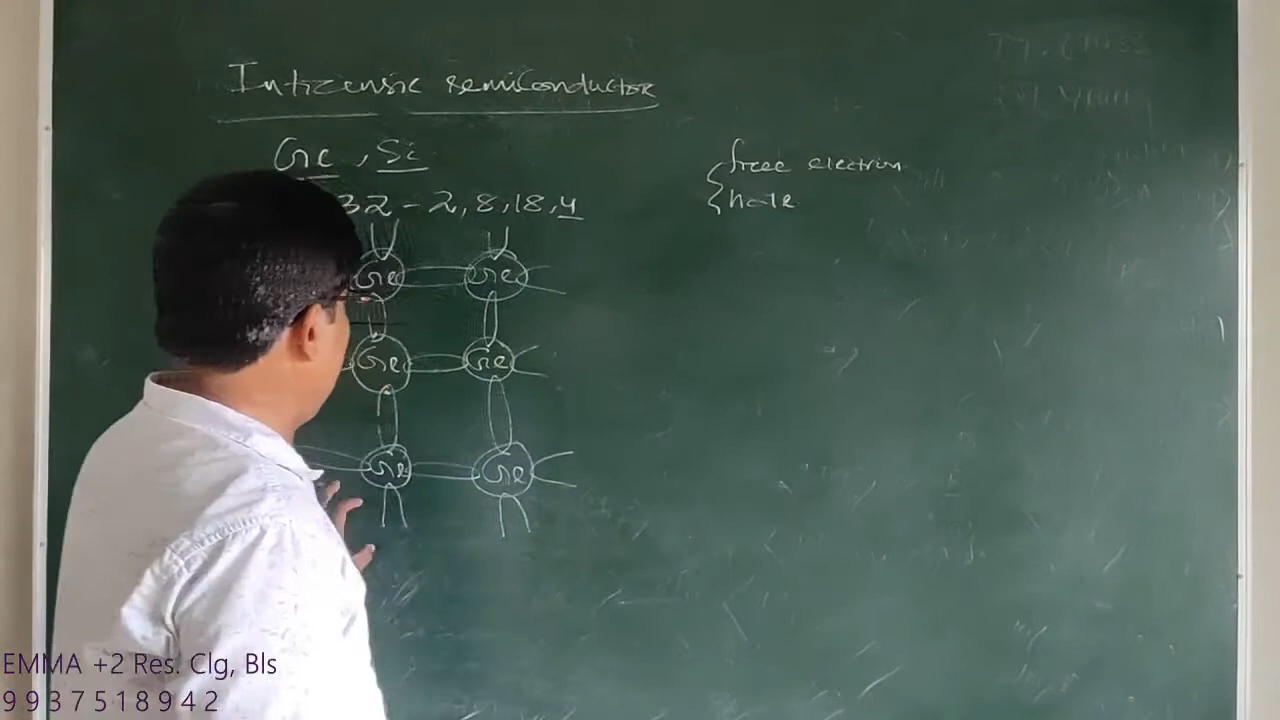 Intrinsic semiconductor
Ge, Si
32 - 2, 8, 18, 4
free electron
hole
Ge Ge
Ge Ge
Ge Ge
EMMA +2 Res. Clg, Bls
9937518942